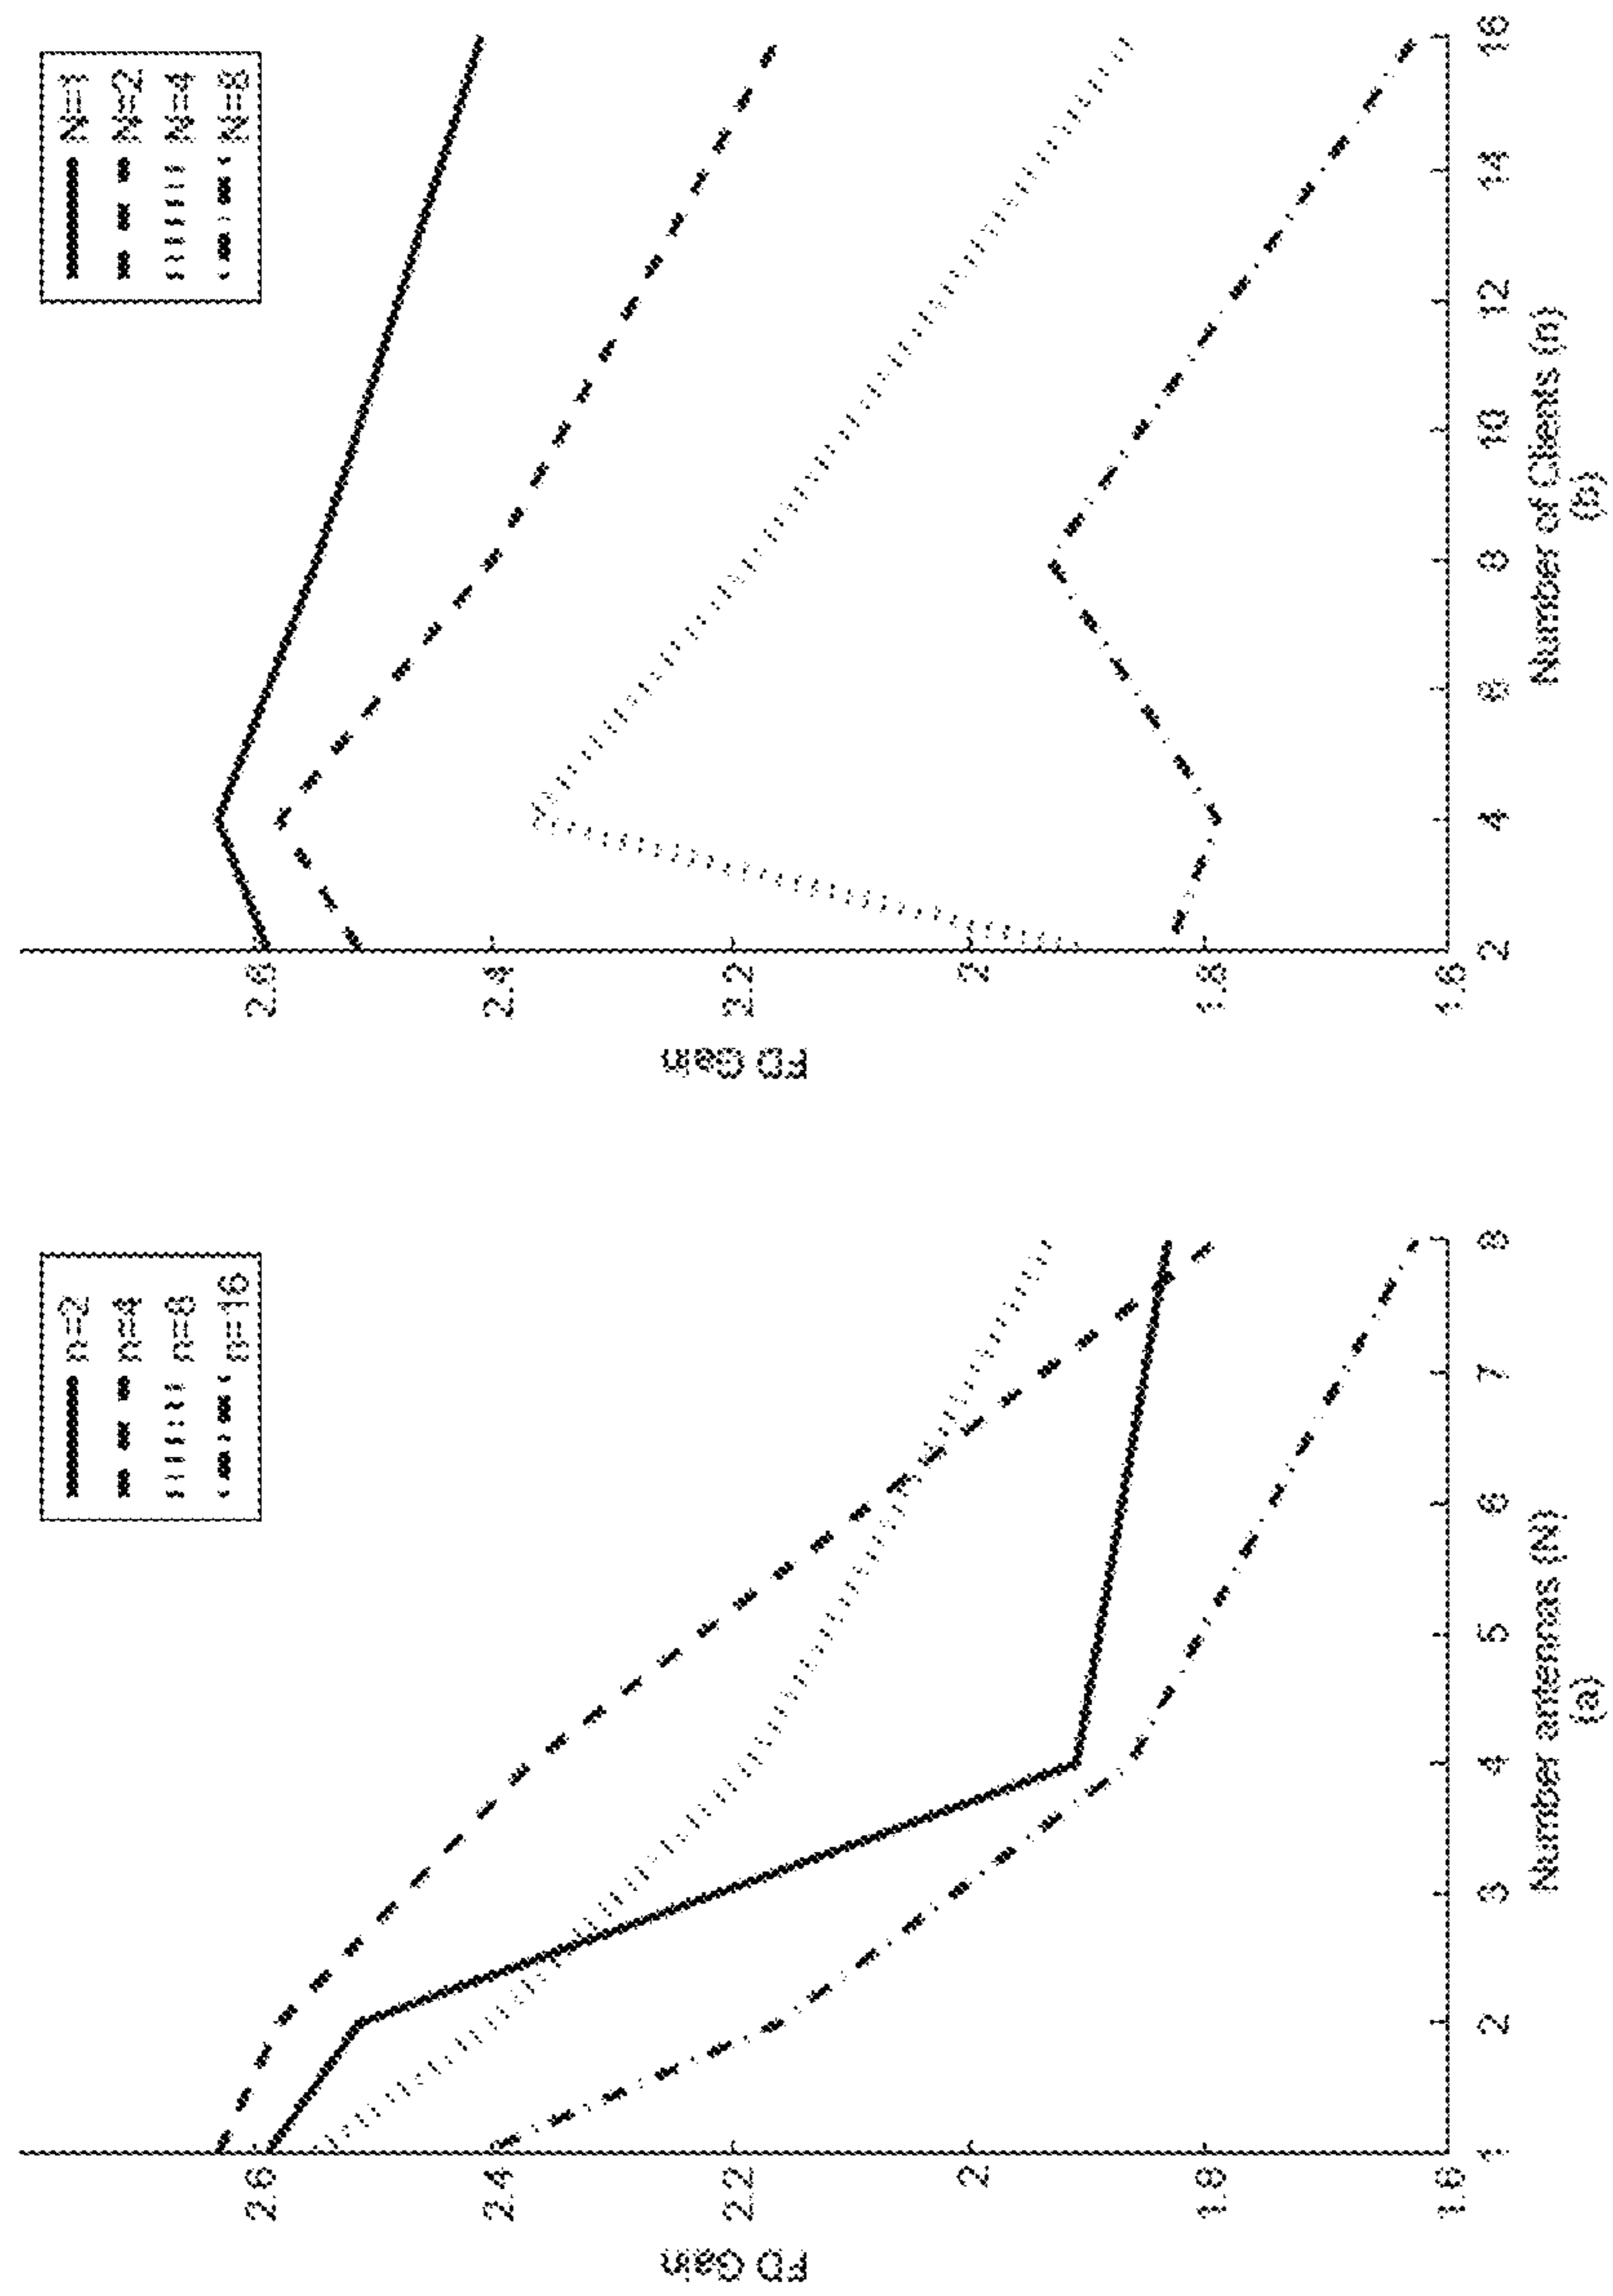 FD Gain
2.6
2.4
2.2
2
1.8
1.6
1
2
3
4
5
6
7
8
Number antennas (N)
(a)
n=2
n=4
n=8
n=16
FD Gain
2.6
2.4
2.2
2
1.8
1.6
2
4
6
8
10
12
14
16
Number of Clients (n)
(b)
N=1
N=2
N=4
N=8